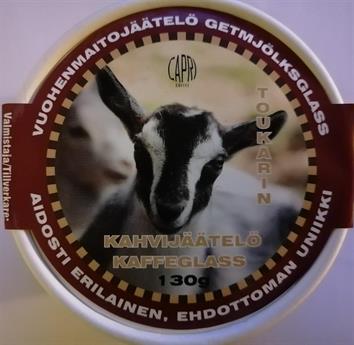 VUOHENMAITOJÄÄTELÖ GETMJÖLKSGLASS
CAPRI
TOUKARIN
Valmistaja/Tillverkare:
KAHVIJÄÄTELÖ
KAFFEGLASS
130g
AIDOSTI ERILAINEN, EHDOTTOMAN UNIIKKI